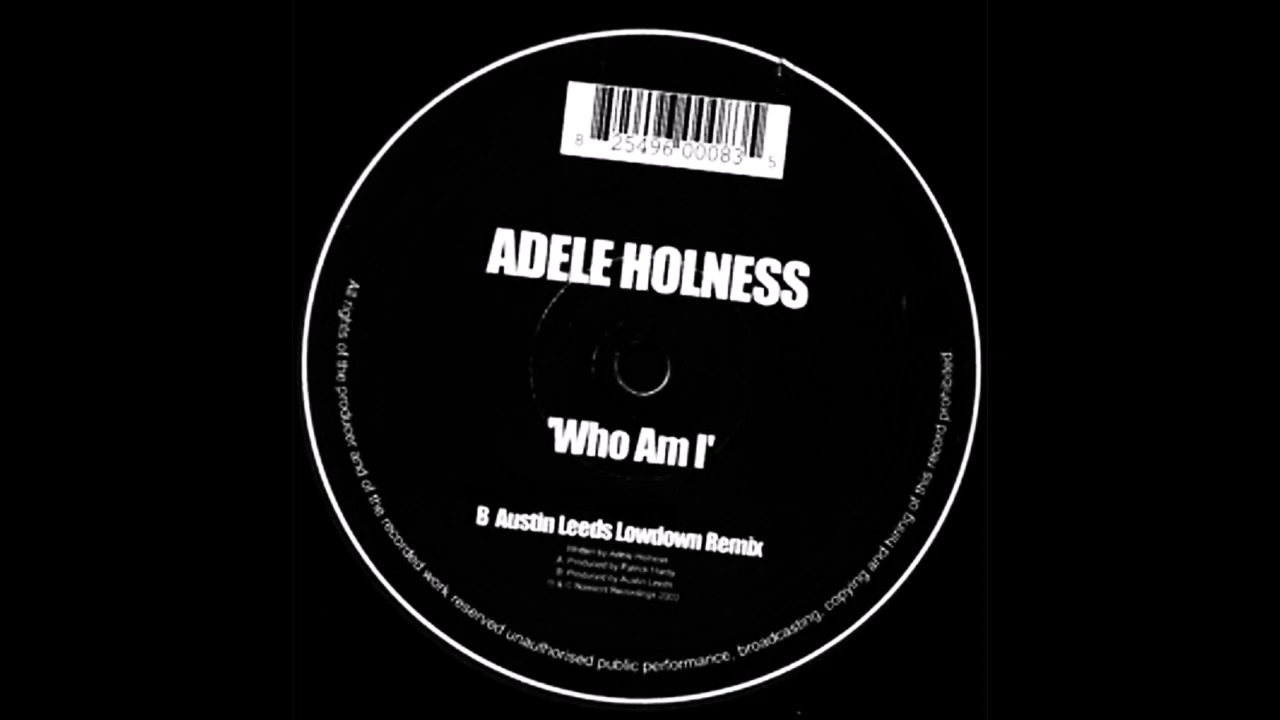 8 25496 00083 5
ADELE HOLNESS
'Who Am I'
B Austin Leeds Lowdown Remix
Written by Adele Holness
A Produced by Patrick Hardy
B Produced by Austin Leeds
Recordings
All rights of the producer and of the recorded work reserved unauthorised public performance, broadcasting, copying and hiring of this record prohibited.